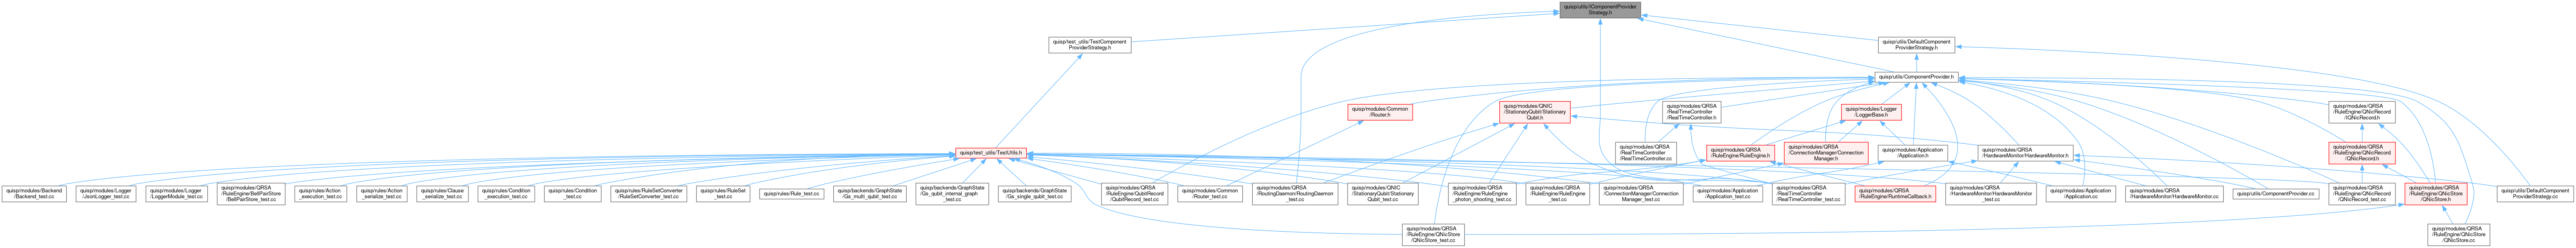 quisp/utils/IComponentProvider
Strategy.h
quisp/test_utils/TestComponent
ProviderStrategy.h
quisp/utils/DefaultComponent
ProviderStrategy.h
quisp/utils/ComponentProvider.h
quisp/modules/Common
/Router.h
quisp/modules/QNIC
/StationaryQubit/Stationary
Qubit.h
quisp/modules/QRSA
/RealTimeController
/RealTimeController.h
quisp/modules/Logger
/LoggerBase.h
quisp/modules/QRSA
/RuleEngine/QNicRecord
/IQNicRecord.h
quisp/test_utils/TestUtils.h
quisp/modules/QRSA
/RealTimeController
/RealTimeController.cc
quisp/modules/QRSA
/RuleEngine/RuleEngine.h
quisp/modules/QRSA
/ConnectionManager/Connection
Manager.h
quisp/modules/Application
/Application.h
quisp/modules/QRSA
/HardwareMonitor/HardwareMonitor.h
quisp/modules/QRSA
/RuleEngine/QNicRecord
/QNicRecord.h
quisp/modules/Backend
/Backend_test.cc
quisp/modules/Logger
/JsonLogger_test.cc
quisp/modules/Logger
/LoggerModule_test.cc
quisp/modules/QRSA
/RuleEngine/BellPairStore
/BellPairStore_test.cc
quisp/rules/Action
_execution_test.cc
quisp/rules/Action
_serialize_test.cc
quisp/rules/Clause
_serialize_test.cc
quisp/rules/Condition
_execution_test.cc
quisp/rules/Condition
_test.cc
quisp/rules/RuleSetConverter
/RuleSetConverter_test.cc
quisp/rules/RuleSet
_test.cc
quisp/rules/Rule_test.cc
quisp/backends/GraphState
/Gs_multi_qubit_test.cc
quisp/backends/GraphState
/Gs_qubit_internal_graph
_test.cc
quisp/backends/GraphState
/Gs_single_qubit_test.cc
quisp/modules/QRSA
/RuleEngine/QubitRecord
/QubitRecord_test.cc
quisp/modules/Common
/Router_test.cc
quisp/modules/QRSA
/RoutingDaemon/RoutingDaemon
_test.cc
quisp/modules/QNIC
/StationaryQubit/Stationary
Qubit_test.cc
quisp/modules/QRSA
/RuleEngine/RuleEngine
_photon_shooting_test.cc
quisp/modules/QRSA
/RuleEngine/RuleEngine
_test.cc
quisp/modules/QRSA
/ConnectionManager/Connection
Manager_test.cc
quisp/modules/Application
/Application_test.cc
quisp/modules/QRSA
/RealTimeController
/RealTimeController_test.cc
quisp/modules/QRSA
/RuleEngine/RuntimeCallback.h
quisp/modules/QRSA
/HardwareMonitor/HardwareMonitor
_test.cc
quisp/modules/Application
/Application.cc
quisp/modules/QRSA
/HardwareMonitor/HardwareMonitor.cc
quisp/utils/ComponentProvider.cc
quisp/modules/QRSA
/RuleEngine/QNicRecord
/QNicRecord_test.cc
quisp/modules/QRSA
/RuleEngine/QNicStore
/QNicStore.h
quisp/utils/DefaultComponent
ProviderStrategy.cc
quisp/modules/QRSA
/RuleEngine/QNicStore
/QNicStore_test.cc
quisp/modules/QRSA
/RuleEngine/QNicStore
/QNicStore.cc